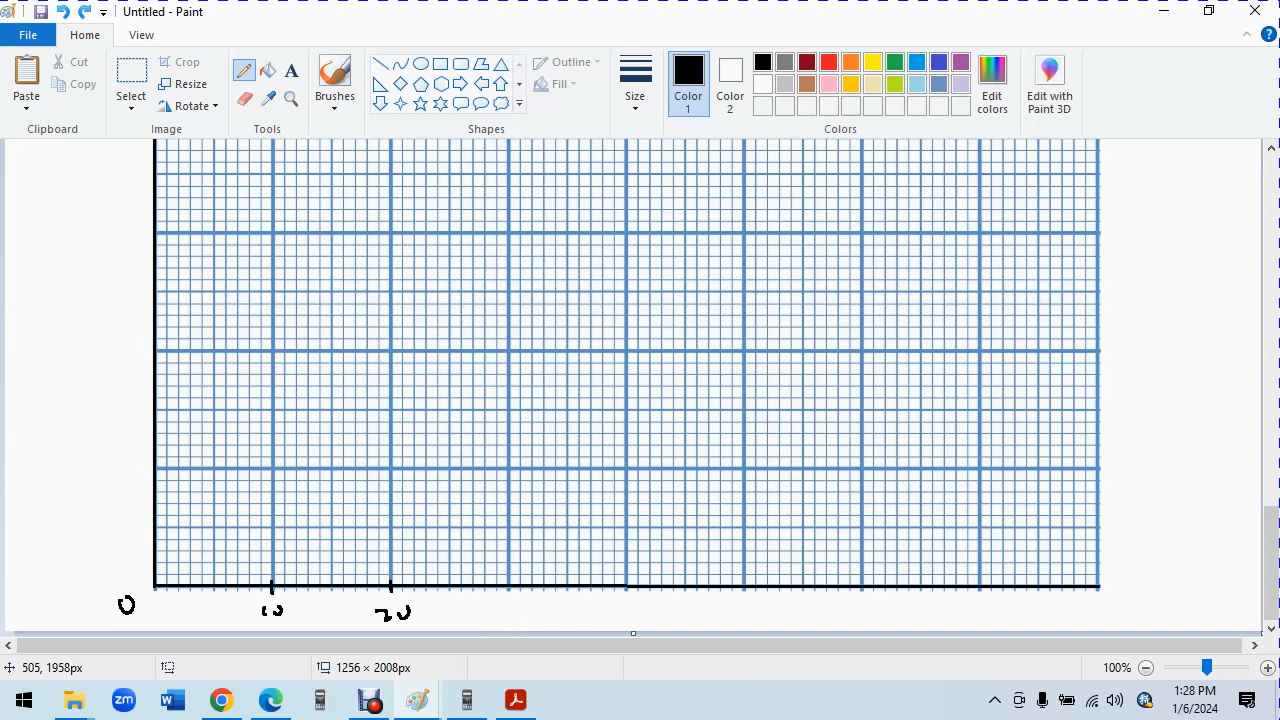 Untitled - Paint
File Home View
Paste
Cut
Copy
Clipboard
Select
Resize
Rotate
Image
A
Tools
Brushes
Shapes
Outline
Fill
Size
Color 1
Color 2
Edit colors
Edit with Paint 3D
Colors
0 10 20
505, 1958px
1256 × 2008px
100%
zm
W
1:28 PM
1/6/2024